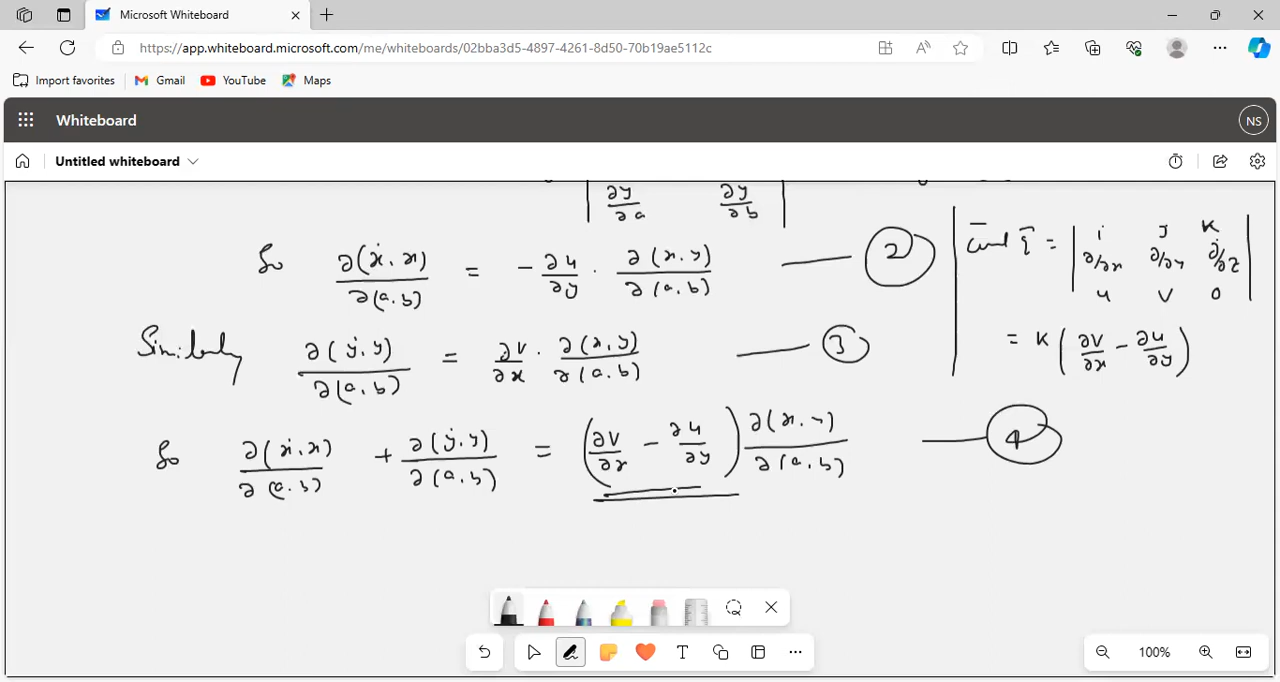 Microsoft Whiteboard
https://app.whiteboard.microsoft.com/me/whiteboards/02bba3d5-4897-4261-8d50-70b19ae5112c
Import favorites Gmail YouTube Maps
Whiteboard NS
Untitled whiteboard
| ∂y/∂a ∂y/∂b |
So ∂(ẋ, x)/∂(a, b) = - ∂u/∂y · ∂(x, y)/∂(a, b) —— 2
curl q̄ = | i j k
∂/∂x ∂/∂y ∂/∂z
u v 0 |
= k (∂v/∂x - ∂u/∂y)
Similarly ∂(ẏ, y)/∂(a, b) = ∂v/∂x · ∂(x, y)/∂(a, b) —— 3
So ∂(ẋ, x)/∂(a, b) + ∂(ẏ, y)/∂(a, b) = (∂v/∂x - ∂u/∂y) ∂(x, y)/∂(a, b) —— 4
100%